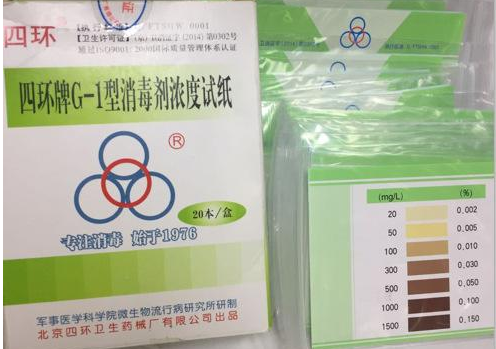 四环
【卫生许可证】
(2014)第0302号
通过ISO9001:2000国际质量管理体系认证
四环牌G-1型消毒剂浓度试纸
®
20本/盒
专注消毒 始于1976
军事医学科学院微生物流行病研究所研制
北京四环卫生药械厂有限公司出品
(mg/L) (%)
20 0.002
50 0.005
100 0.010
300 0.030
500 0.050
1000 0.100
1500 0.150